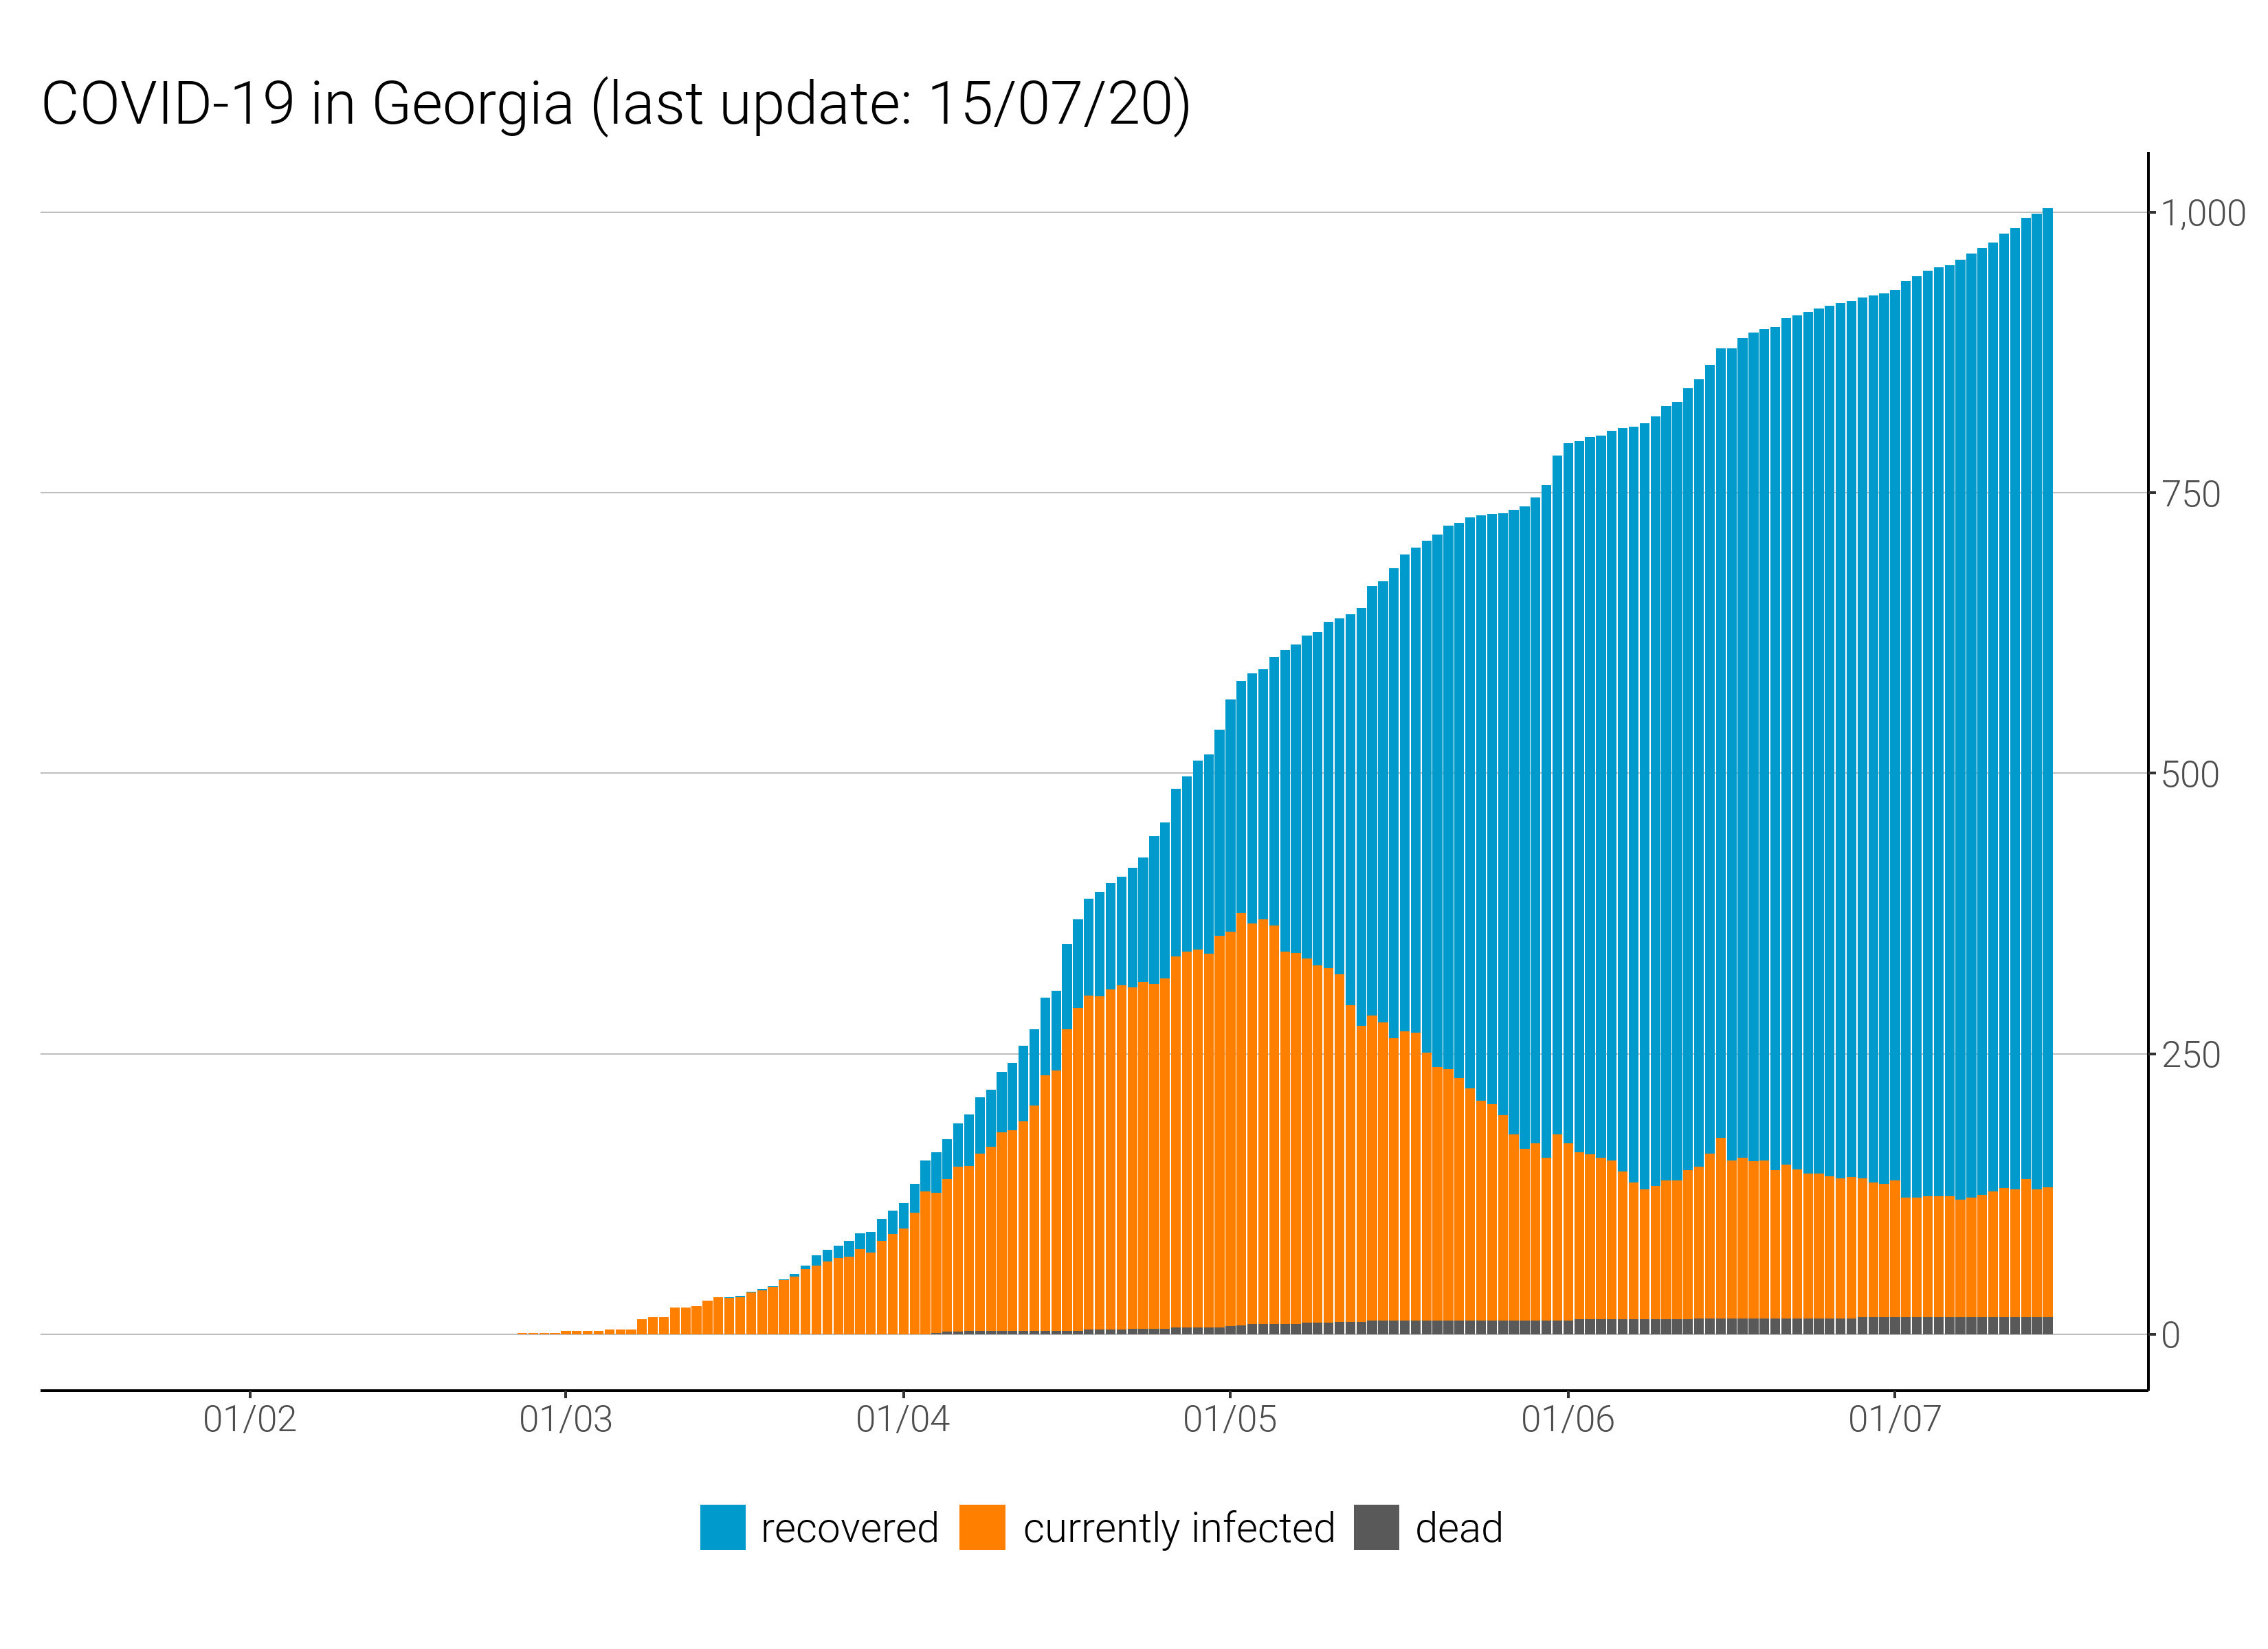 COVID-19 in Georgia (last update: 15/07/20)
1,000
750
500
250
0
01/02 01/03 01/04 01/05 01/06 01/07
recovered currently infected dead